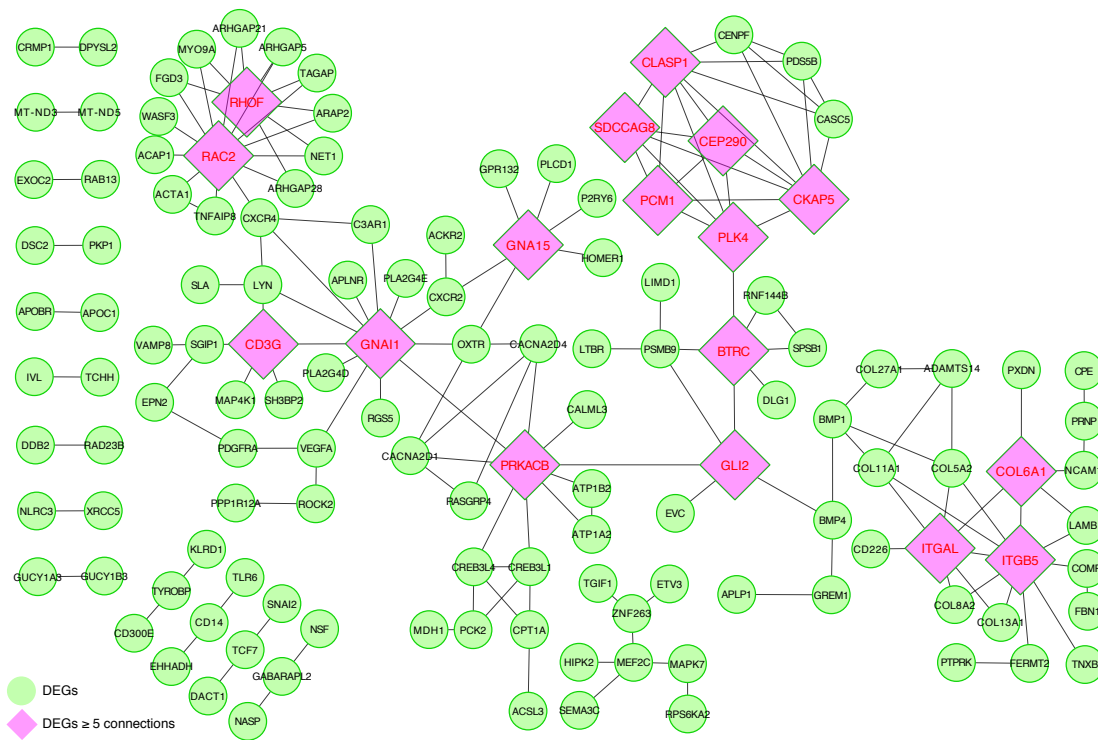 CRMP1
DPYSL2
MT-ND3
MT-ND5
EXOC2
RAB13
DSC2
PKP1
APOBR
APOC1
IVL
TCHH
DDB2
RAD23B
NLRC3
XRCC5
GUCY1A3
GUCY1B3
ARHGAP21
MYO9A
ARHGAP5
FGD3
TAGAP
RHOF
WASF3
ARAP2
ACAP1
RAC2
NET1
ACTA1
ARHGAP28
TNFAIP8
CXCR4
C3AR1
SLA
LYN
APLNR
PLA2G4E
ACKR2
CXCR2
VAMP8
SGIP1
CD3G
GNAI1
OXTR
CACNA2D4
PLA2G4D
MAP4K1
SH3BP2
EPN2
RGS5
PDGFRA
VEGFA
CACNA2D1
PPP1R12A
ROCK2
RASGRP4
GPR132
PLCD1
P2RY6
GNA15
HOMER1
CENPF
CLASP1
PDS5B
SDCCAG8
CEP290
CASC5
PCM1
CKAP5
PLK4
LIMD1
RNF144B
LTBR
PSMB9
BTRC
SPSB1
DLG1
CALML3
PRKACB
GLI2
ATP1B2
EVC
ATP1A2
BMP4
CREB3L4
CREB3L1
MDH1
PCK2
CPT1A
ACSL3
APLP1
GREM1
COL27A1
ADAMTS14
PXDN
CPE
BMP1
PRNP
COL11A1
COL5A2
COL6A1
NCAM1
LAMB
CD226
ITGAL
ITGB5
COMP
COL8A2
FBN1
COL13A1
PTPRK
FERMT2
TNXB
KLRD1
TYROBP
TLR6
CD300E
CD14
SNAI2
EHHADH
TCF7
NSF
DACT1
GABARAPL2
NASP
TGIF1
ETV3
ZNF263
HIPK2
MEF2C
MAPK7
SEMA3C
RPS6KA2
DEGs
DEGs ≥ 5 connections